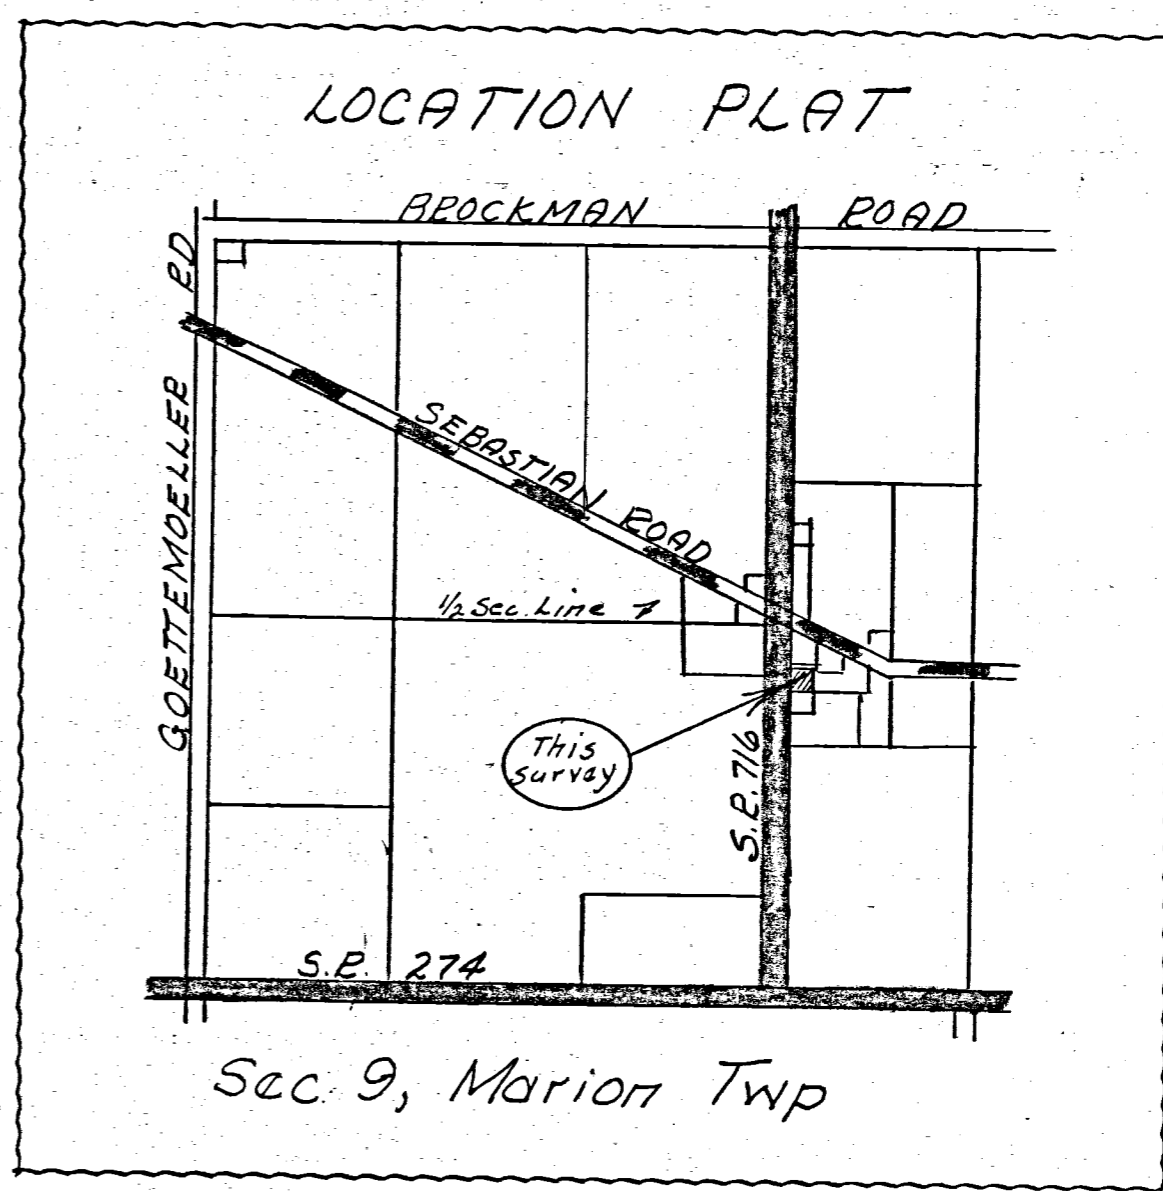 LOCATION PLAT
BROCKMAN ROAD
GOETTEMOELLER RD
SEBASTIAN ROAD
1/2 Sec. Line
This
survey
S.R. 716
S.R. 274
Sec. 9, Marion Twp